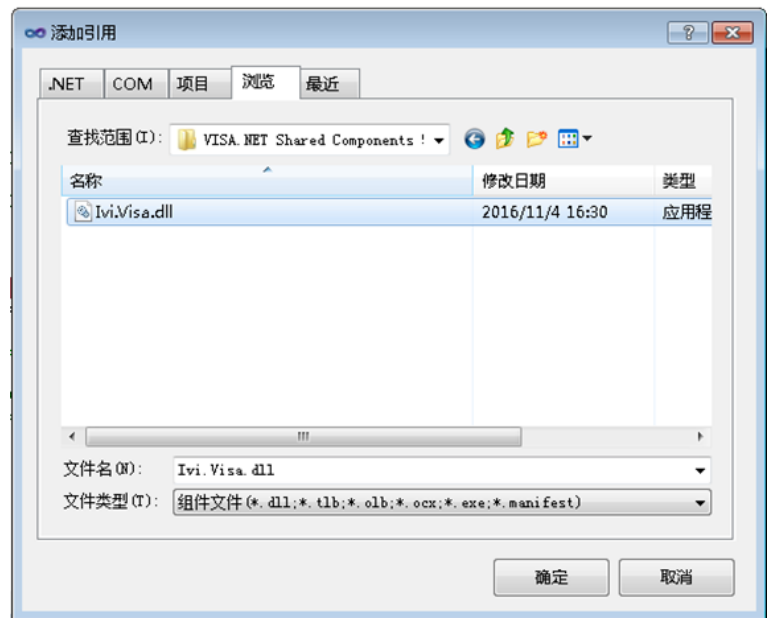 添加引用
.NET COM 项目 浏览 最近
查找范围(I): VISA.NET Shared Components !
名称 修改日期 类型
Ivi.Visa.dll 2016/11/4 16:30 应用程
文件名(N): Ivi.Visa.dll
文件类型(T): 组件文件(*.dll;*.tlb;*.olb;*.ocx;*.exe;*.manifest)
确定 取消